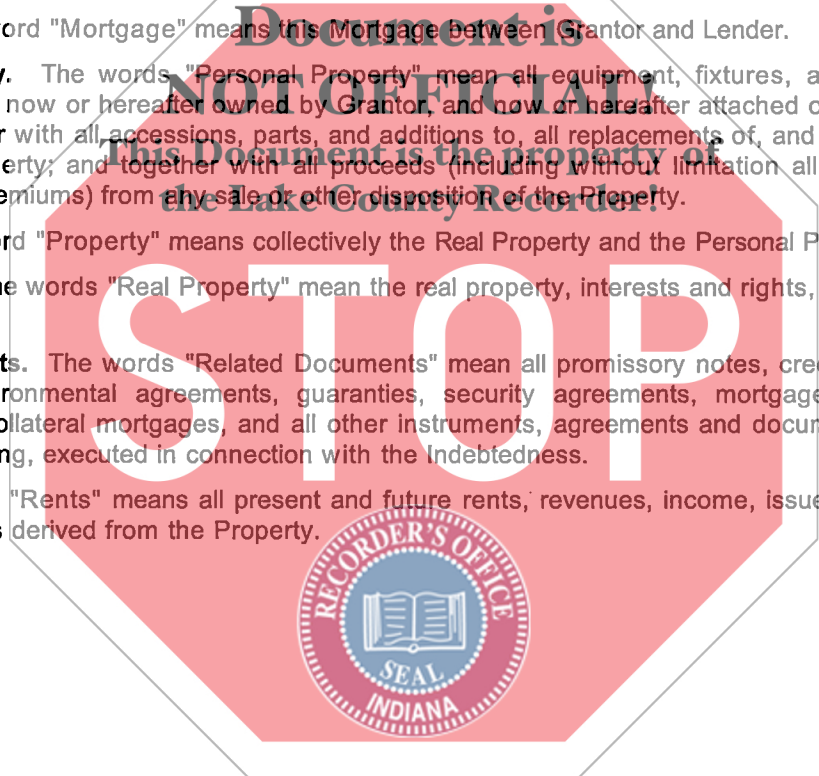 ord "Mortgage" means this Mortgage between Grantor and Lender.
Document is
y. The words "Personal Property" mean all equipment, fixtures, a
NOT OFFICIAL!
now or hereafter owned by Grantor, and now or hereafter attached o
r with all accessions, parts, and additions to, all replacements of, and
This Document is the property of
erty; and together with all proceeds (including without limitation all
emiums) from any sale or other disposition of the Property.
the Lake County Recorder!
rd "Property" means collectively the Real Property and the Personal P
e words "Real Property" mean the real property, interests and rights,
STOP
ts. The words "Related Documents" mean all promissory notes, cre
ronmental agreements, guaranties, security agreements, mortgage
ollateral mortgages, and all other instruments, agreements and docu
ng, executed in connection with the Indebtedness.
"Rents" means all present and future rents, revenues, income, issue
s derived from the Property.
RECORDER'S OFFICE
SEAL
INDIANA